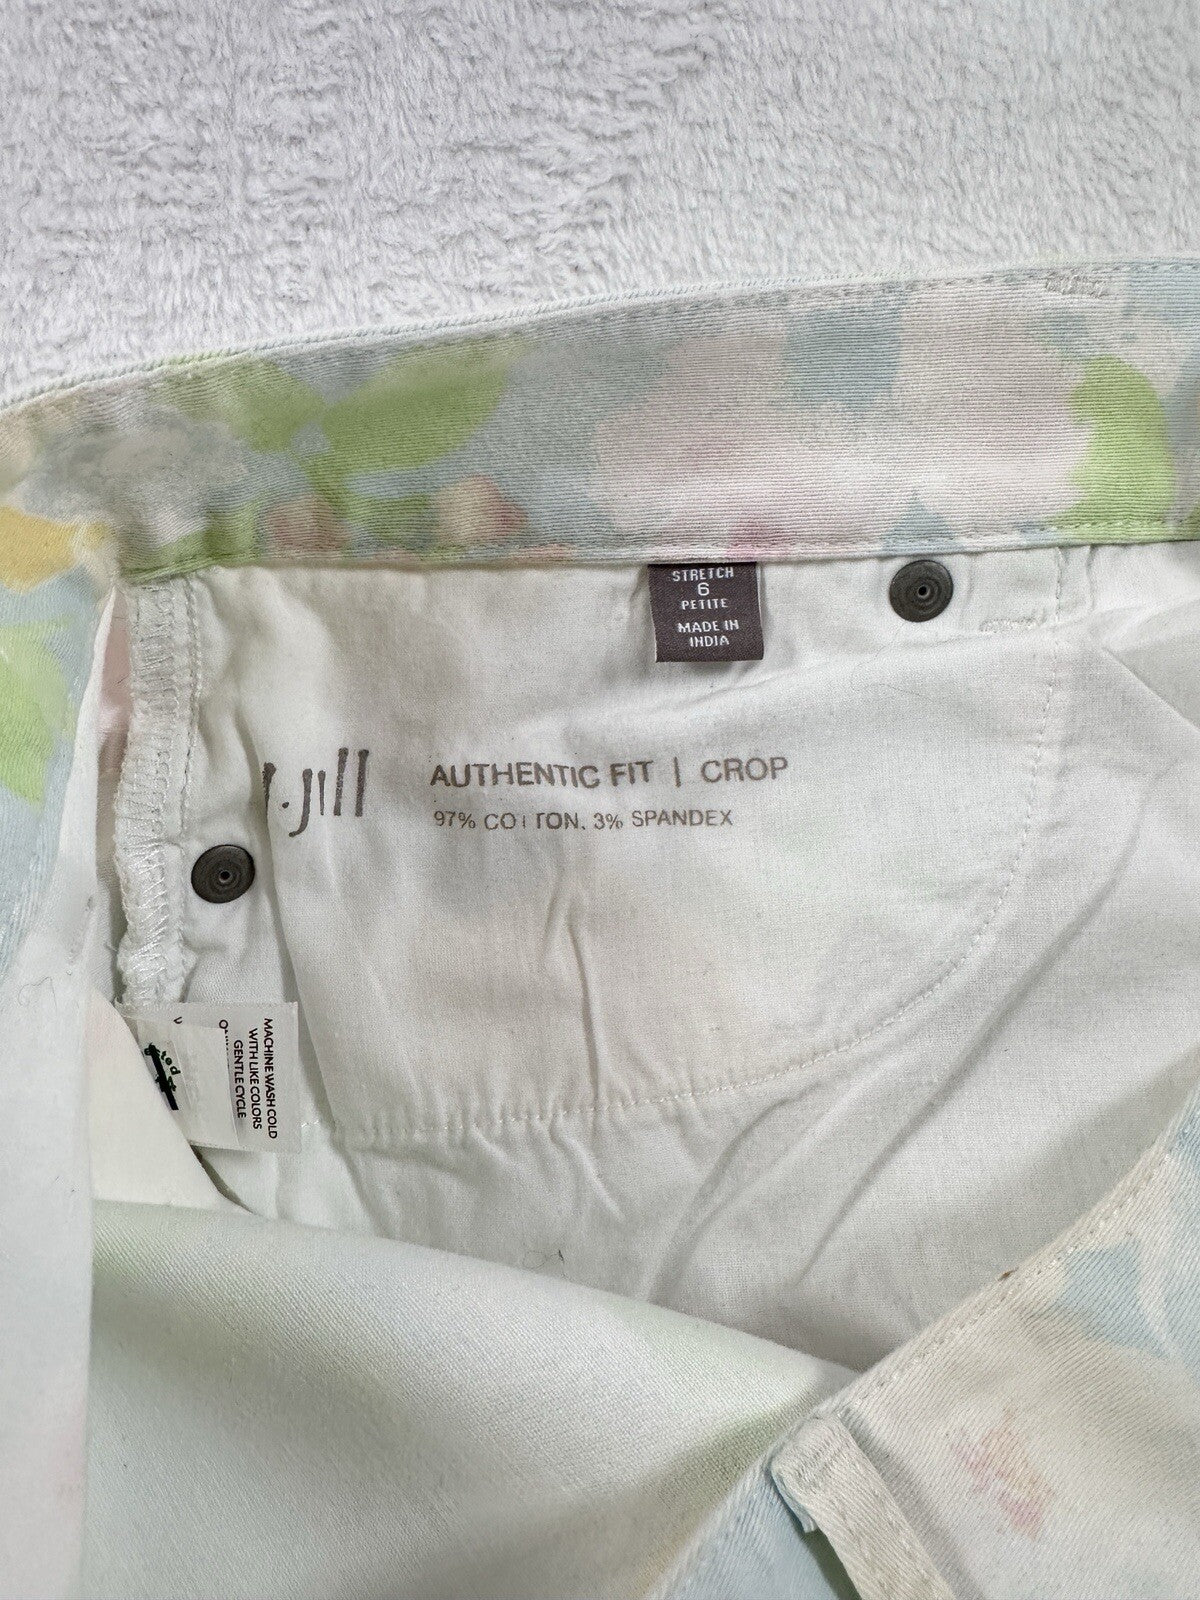 STRETCH
6
PETITE
MADE IN
INDIA
J.Jill
AUTHENTIC FIT | CROP
97% COTTON, 3% SPANDEX
MACHINE WASH COLD
WITH LIKE COLORS
GENTLE CYCLE